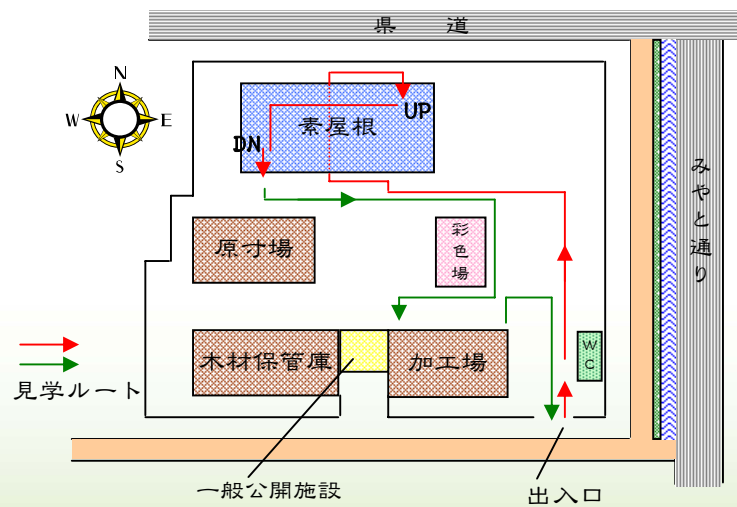 県 道
N
W E
S
素屋根
UP
DN
みやと通り
原寸場
彩色場
木材保管庫
加工場
WC
見学ルート
一般公開施設
出入口